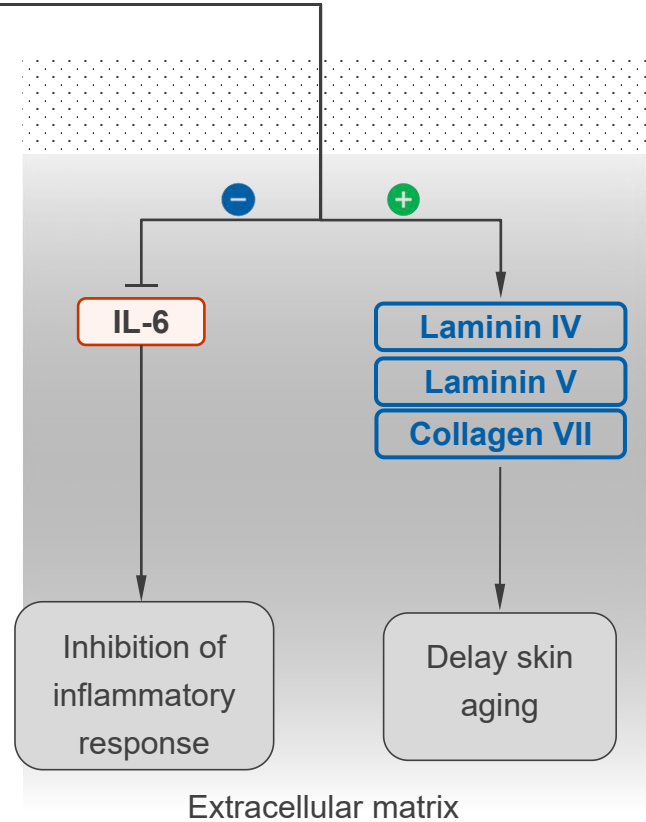 −
+
IL-6
Laminin IV
Laminin V
Collagen VII
Inhibition of
inflammatory
response
Delay skin
aging
Extracellular matrix